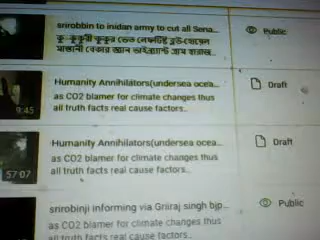 srirobbin to inidan army to cut all Sena...
Public
Humanity Annihilators(undersea ocea...
as CO2 blamer for climate changes thus
all truth facts real cause factors..
Draft
9:45
Humanity Annihilators(undersea ocea...
as CO2 blamer for climate changes thus
all truth facts real cause factors..
Draft
57:07
srirobinji informing via Griiraj singh bjp...
as CO2 blamer for climate changes thus
all truth facts real cause factors..
Public